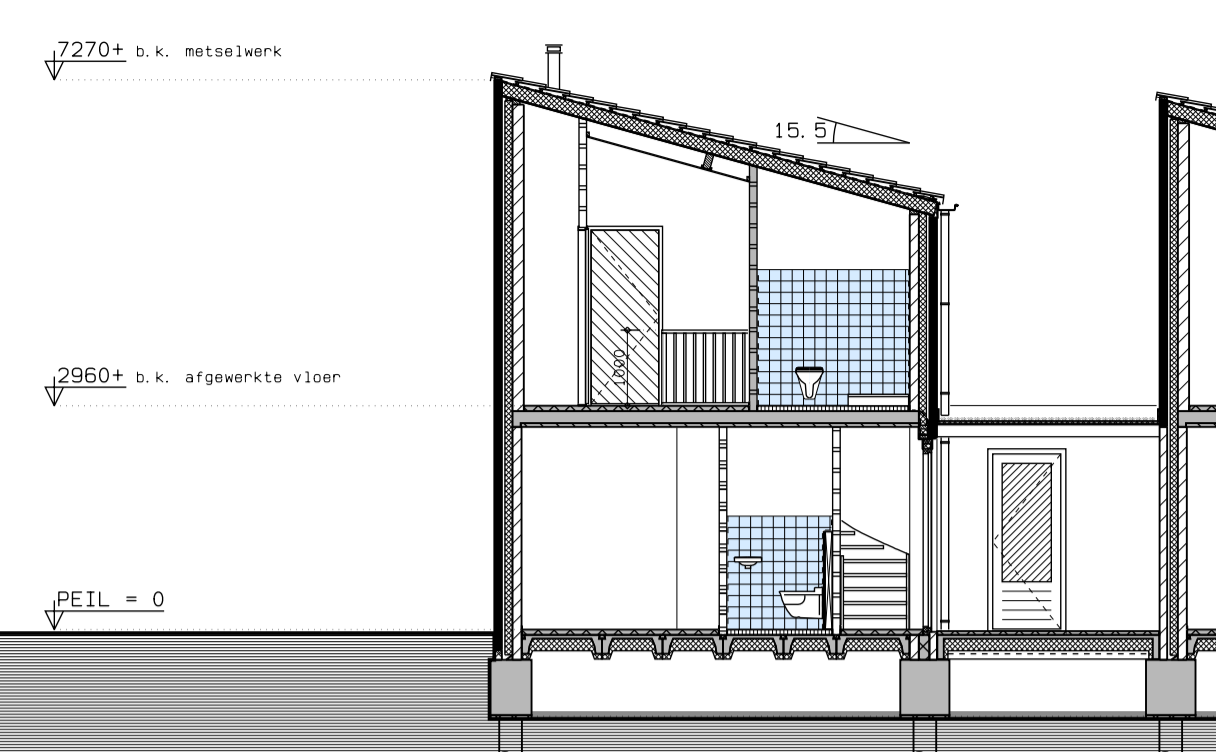 7270+ b.k. metselwerk
15.5
1000
2960+ b.k. afgewerkte vloer
PEIL = 0